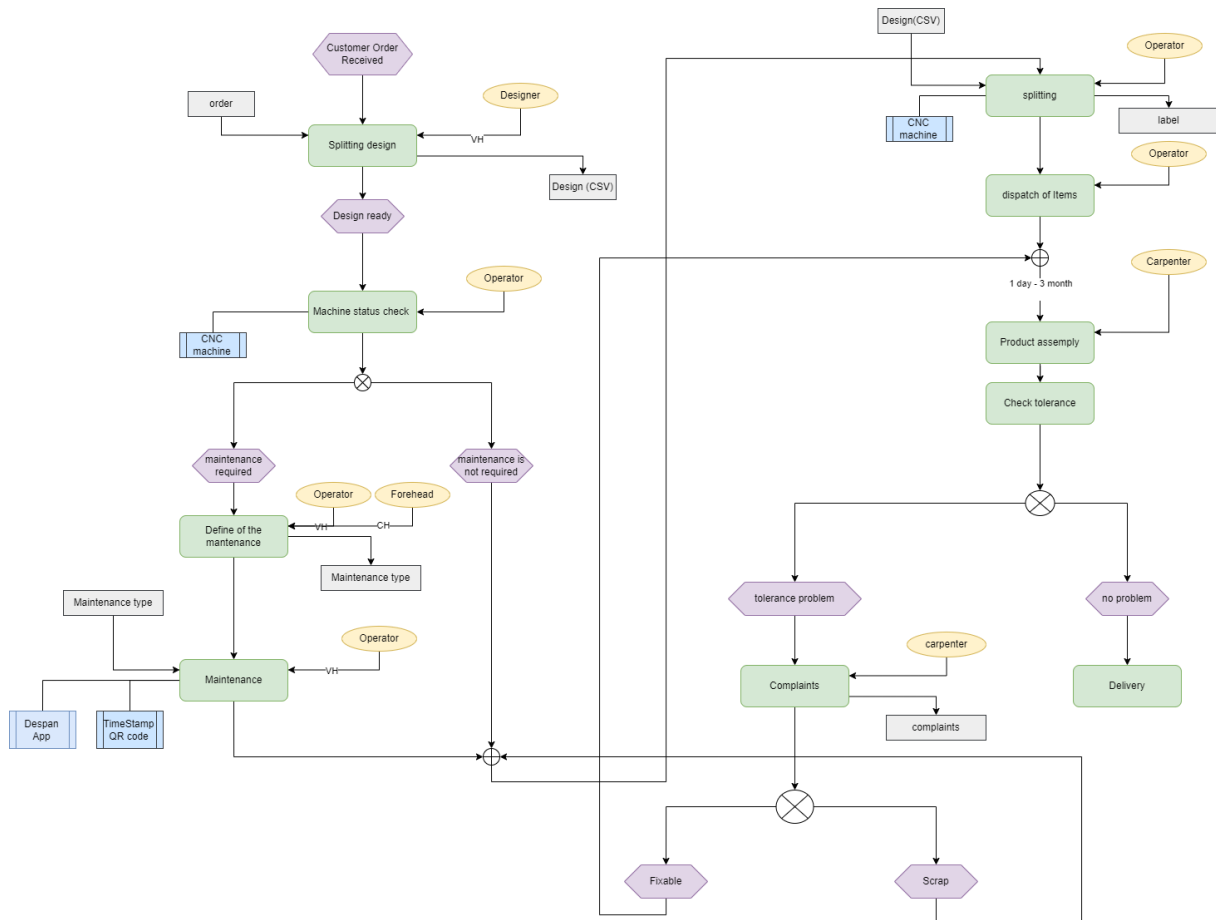 Customer Order
Received
order
Designer
VH
Splitting design
Design (CSV)
Design ready
Operator
Machine status check
CNC
machine
maintenance
required
maintenance is
not required
Operator
Forehead
VH
CH
Define of the
mantenance
Maintenance type
Maintenance type
Operator
VH
Maintenance
Despan
App
TimeStamp
QR code
Design(CSV)
Operator
splitting
CNC
machine
label
Operator
dispatch of Items
Carpenter
1 day - 3 month
Product assemply
Check tolerance
tolerance problem
no problem
carpenter
Complaints
Delivery
complaints
Fixable
Scrap